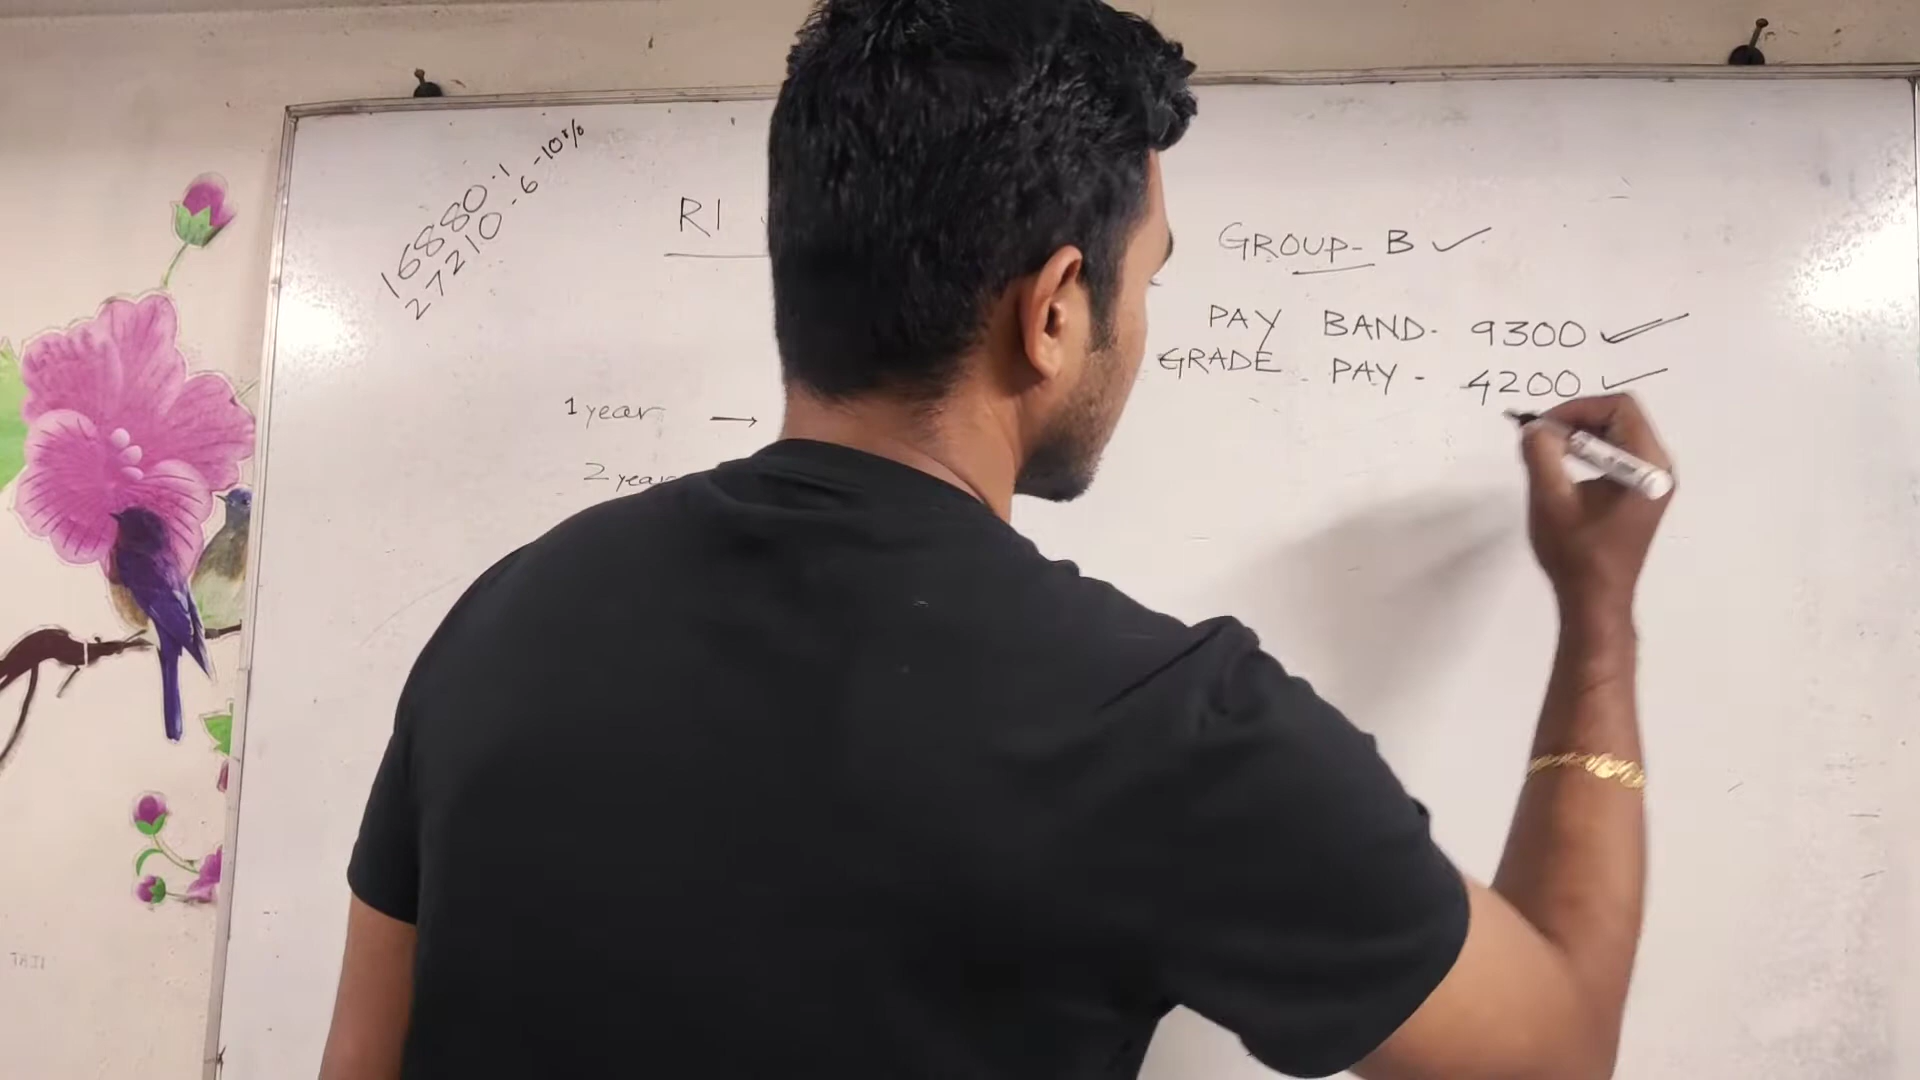 16880 - 1
27210 - 6 - 10%
RI
GROUP- B ✓
PAY BAND- 9300 ✓
GRADE PAY - 4200 ✓
1 year →
2 year